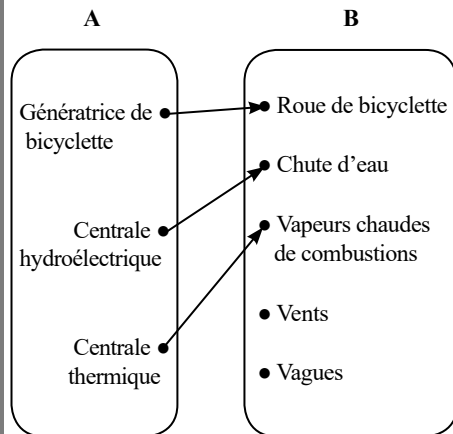 A
B
Génératrice de
bicyclette
Centrale
hydroélectrique
Centrale
thermique
Roue de bicyclette
Chute d’eau
Vapeurs chaudes
de combustions
Vents
Vagues